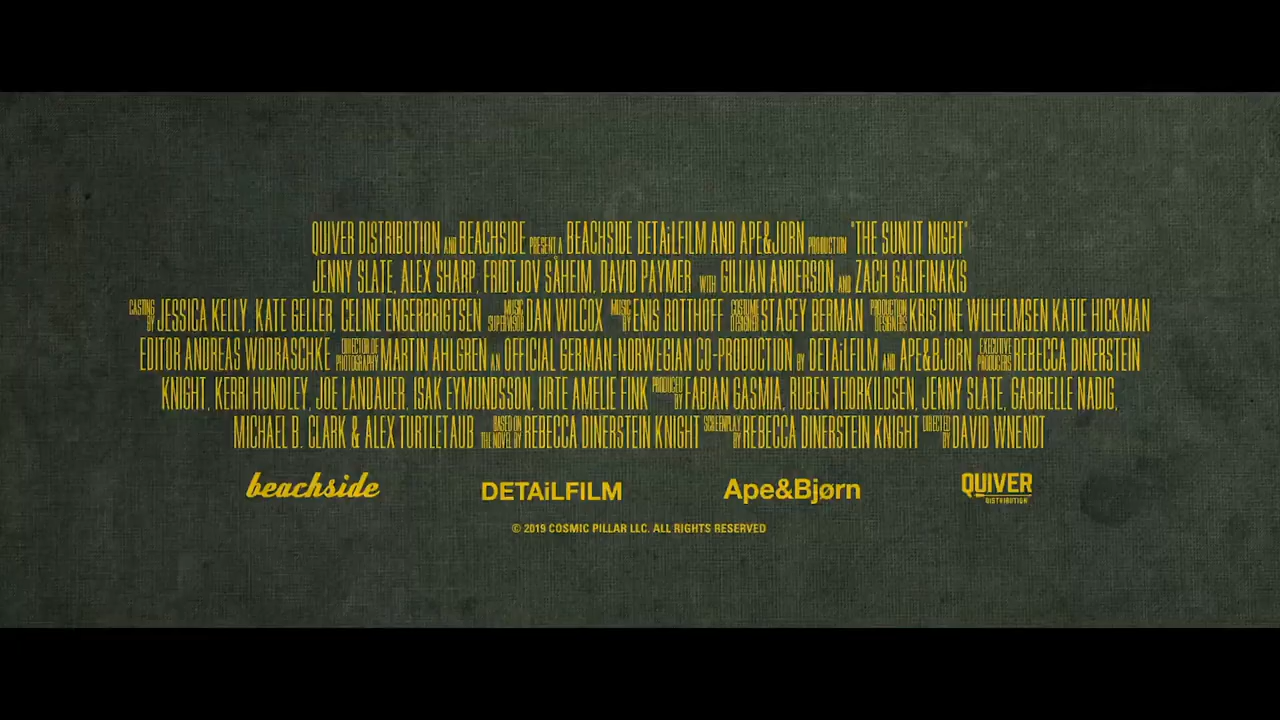 QUIVER DISTRIBUTION AND BEACHSIDE PRESENT A BEACHSIDE DETAiLFILM AND APE&BJORN PRODUCTION "THE SUNLIT NIGHT"
JENNY SLATE, ALEX SHARP, FRIDTJOV SÅHEIM, DAVID PAYMER WITH GILLIAN ANDERSON AND ZACH GALIFINAKIS
CASTING BY JESSICA KELLY, KATE GELLER, CELINE ENGERBRIGTSEN MUSIC SUPERVISOR DAN WILCOX MUSIC BY ENIS ROTTHOFF COSTUME DESIGNER STACEY BERMAN PRODUCTION DESIGNERS KRISTINE WILHELMSEN KATIE HICKMAN
EDITOR ANDREAS WODRASCHKE DIRECTOR OF PHOTOGRAPHY MARTIN AHLGREN AN OFFICIAL GERMAN-NORWEGIAN CO-PRODUCTION BY DETAiLFILM AND APE&BJORN EXECUTIVE PRODUCERS REBECCA DINERSTEIN
KNIGHT, KERRI HUNDLEY, JOE LANDAUER, ISAK EYMUNDSSON, URTE AMELIE FINK PRODUCED BY FABIAN GASMIA, RUBEN THORKILDSEN, JENNY SLATE, GABRIELLE NADIG,
MICHAEL B. CLARK & ALEX TURTLETAUB BASED ON THE NOVEL BY REBECCA DINERSTEIN KNIGHT SCREENPLAY BY REBECCA DINERSTEIN KNIGHT DIRECTED BY DAVID WNENDT
beachside DETAiLFILM Ape&Bjørn QUIVER DISTRIBUTION
© 2019 COSMIC PILLAR LLC. ALL RIGHTS RESERVED